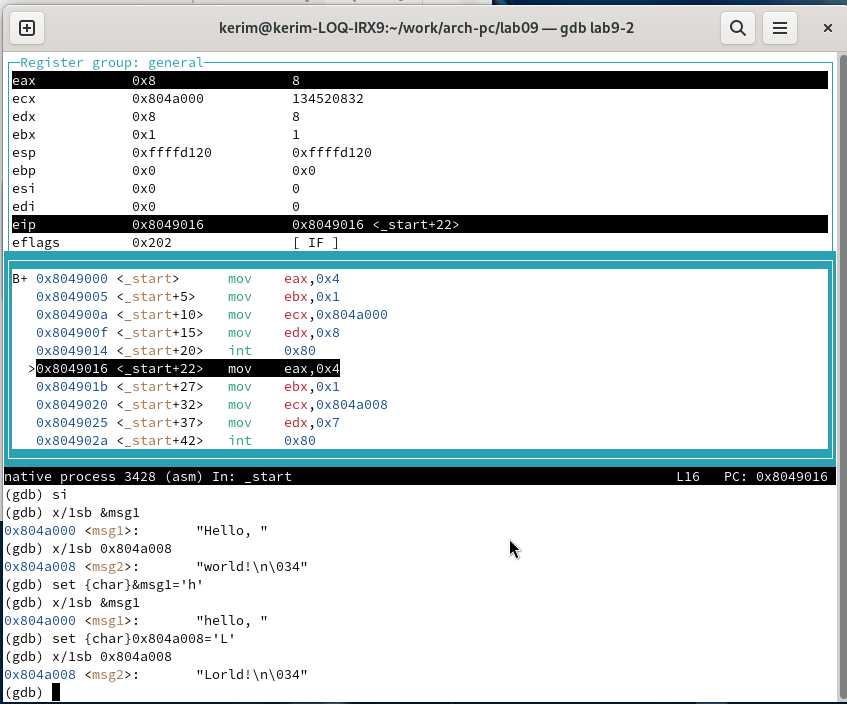 kerim@kerim-LOQ-IRX9:~/work/arch-pc/lab09 — gdb lab9-2
Register group: general
eax 0x8 8
ecx 0x804a000 134520832
edx 0x8 8
ebx 0x1 1
esp 0xffffd120 0xffffd120
ebp 0x0 0x0
esi 0x0 0
edi 0x0 0
eip 0x8049016 0x8049016 <_start+22>
eflags 0x202 [ IF ]
B+ 0x8049000 <_start> mov eax,0x4
0x8049005 <_start+5> mov ebx,0x1
0x804900a <_start+10> mov ecx,0x804a000
0x804900f <_start+15> mov edx,0x8
0x8049014 <_start+20> int 0x80
>0x8049016 <_start+22> mov eax,0x4
0x804901b <_start+27> mov ebx,0x1
0x8049020 <_start+32> mov ecx,0x804a008
0x8049025 <_start+37> mov edx,0x7
0x804902a <_start+42> int 0x80
native process 3428 (asm) In: _start L16 PC: 0x8049016
(gdb) si
(gdb) x/1sb &msg1
0x804a000 <msg1>: "Hello, "
(gdb) x/1sb 0x804a008
0x804a008 <msg2>: "world!\n\034"
(gdb) set {char}&msg1='h'
(gdb) x/1sb &msg1
0x804a000 <msg1>: "hello, "
(gdb) set {char}0x804a008='L'
(gdb) x/1sb 0x804a008
0x804a008 <msg2>: "Lorld!\n\034"
(gdb)